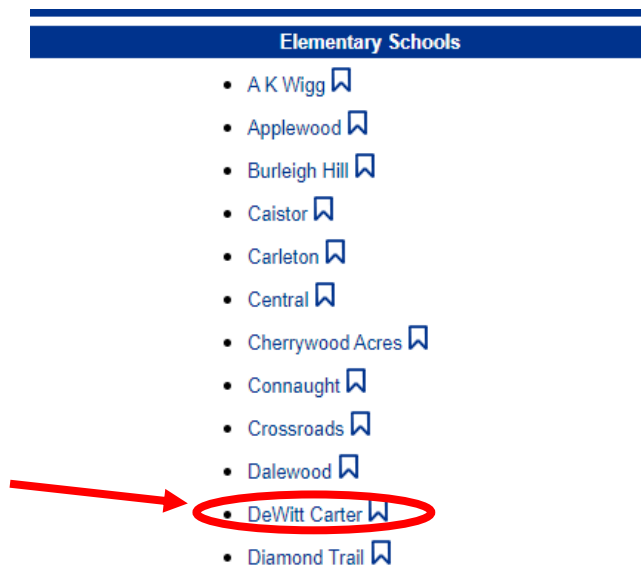 Elementary Schools
• A K Wigg
• Applewood
• Burleigh Hill
• Caistor
• Carleton
• Central
• Cherrywood Acres
• Connaught
• Crossroads
• Dalewood
• DeWitt Carter
• Diamond Trail